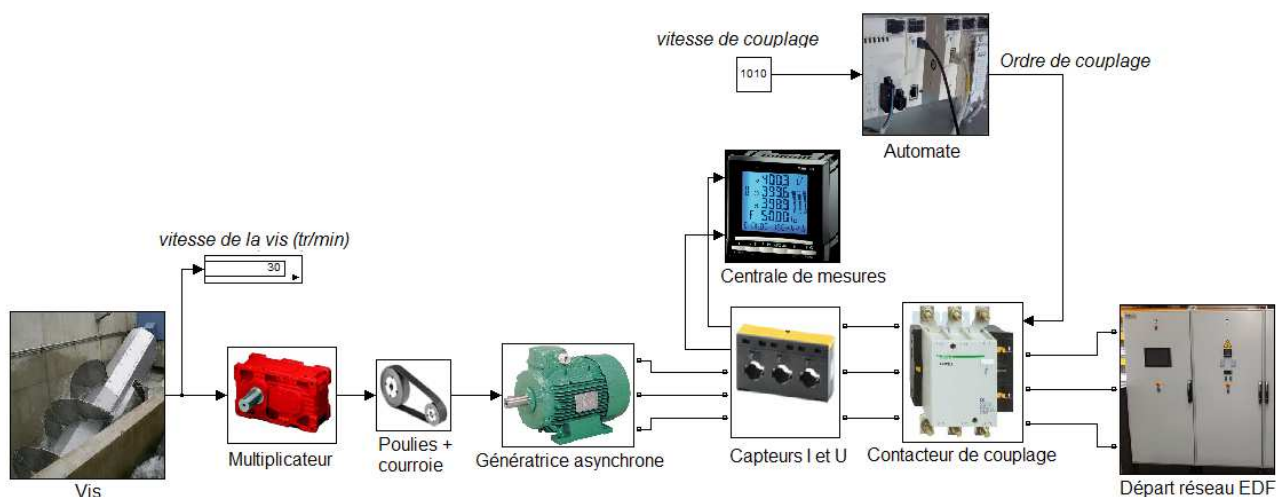 vitesse de couplage
1010
Ordre de couplage
Automate
vitesse de la vis (tr/min)
30
Centrale de mesures
Vis
Multiplicateur
Poulies +
courroie
Génératrice asynchrone
Capteurs I et U
Contacteur de couplage
Départ réseau EDF